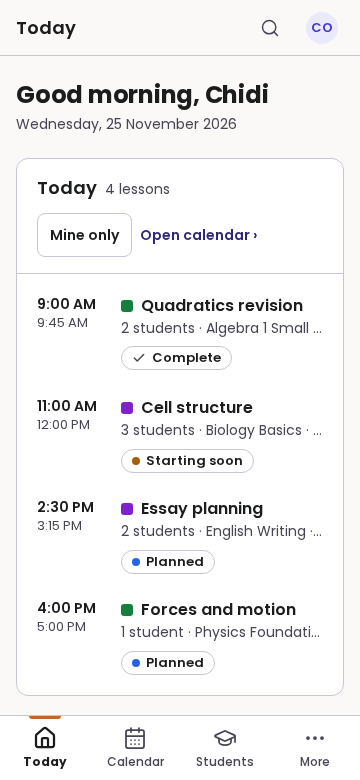 Today
CO
Good morning, Chidi
Wednesday, 25 November 2026
Today 4 lessons
Mine only
Open calendar ›
9:00 AM
Quadratics revision
9:45 AM
2 students · Algebra 1 Small ...
Complete
11:00 AM
Cell structure
12:00 PM
3 students · Biology Basics · ...
Starting soon
2:30 PM
Essay planning
3:15 PM
2 students · English Writing ·...
Planned
4:00 PM
Forces and motion
5:00 PM
1 student · Physics Foundati...
Planned
Today
Calendar
Students
More